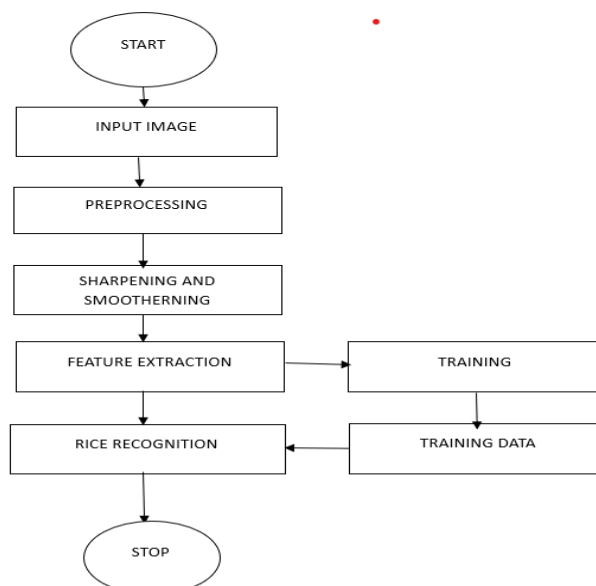 START
INPUT IMAGE
PREPROCESSING
SHARPENING AND
SMOOTHERNING
FEATURE EXTRACTION
TRAINING
RICE RECOGNITION
TRAINING DATA
STOP